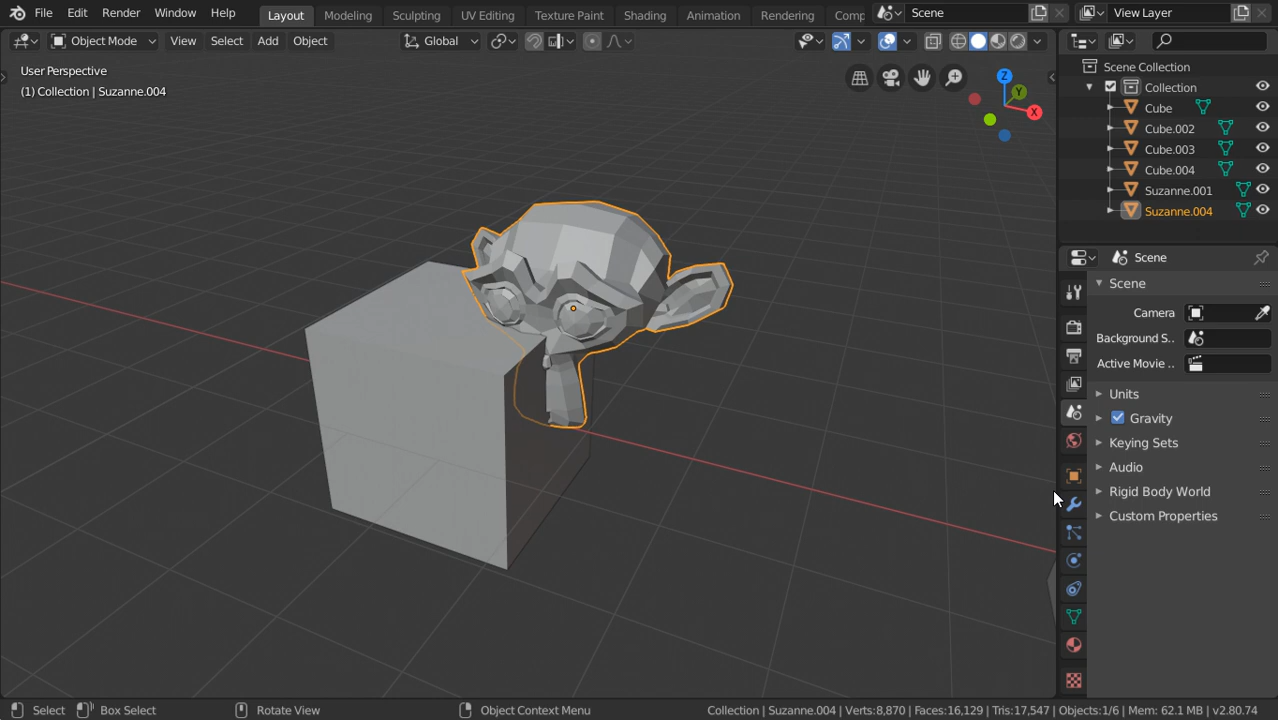 File Edit Render Window Help Layout Modeling Sculpting UV Editing Texture Paint Shading Animation Rendering Comp Scene View Layer
Object Mode View Select Add Object Global
User Perspective
(1) Collection | Suzanne.004
Z
Y
X
Scene Collection
Collection
Cube
Cube.002
Cube.003
Cube.004
Suzanne.001
Suzanne.004
Scene
Scene
Camera
Background S..
Active Movie ..
Units
Gravity
Keying Sets
Audio
Rigid Body World
Custom Properties
Select Box Select Rotate View Object Context Menu Collection | Suzanne.004 | Verts:8,870 | Faces:16,129 | Tris:17,547 | Objects:1/6 | Mem: 62.1 MB | v2.80.74